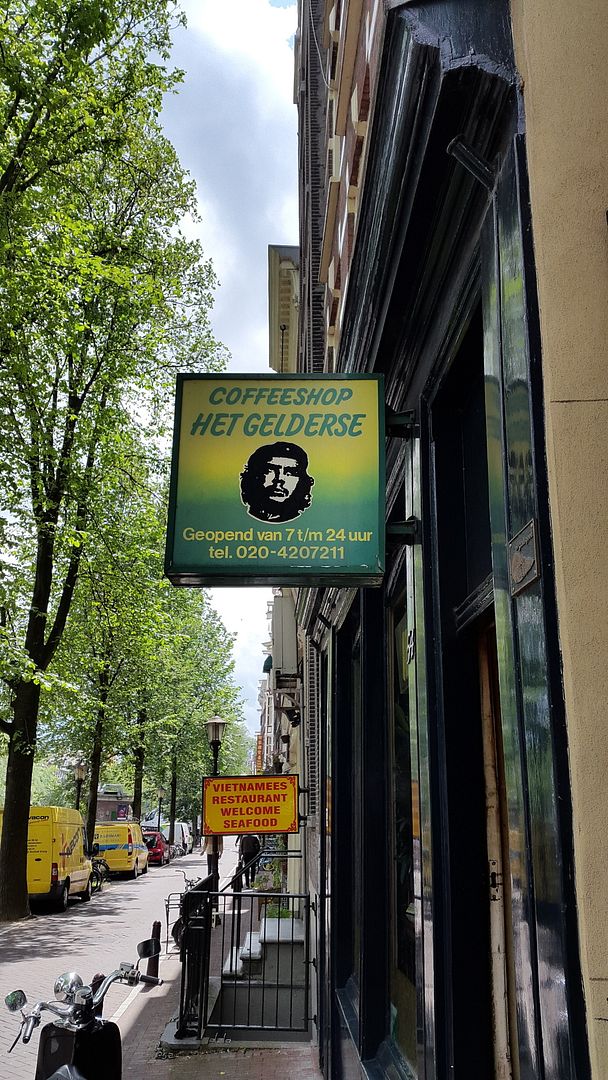 COFFEESHOP
HET GELDERSE
Geopend van 7 t/m 24 uur
tel. 020-4207211
VIETNAMEES
RESTAURANT
WELCOME
SEAFOOD